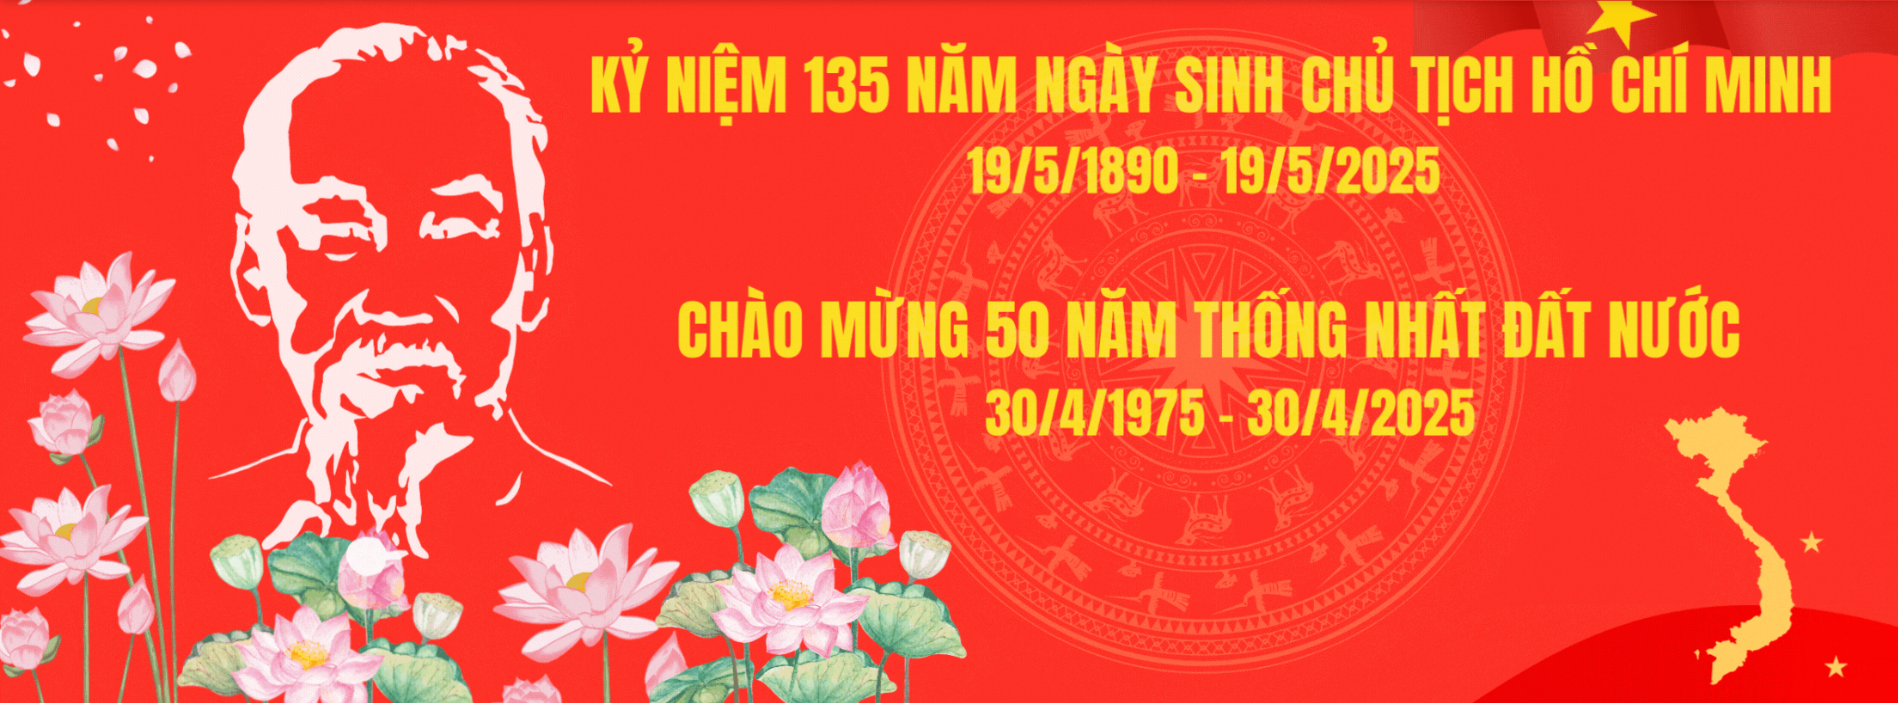 KỶ NIỆM 135 NĂM NGÀY SINH CHỦ TỊCH HỒ CHÍ MINH
19/5/1890 - 19/5/2025
CHÀO MỪNG 50 NĂM THỐNG NHẤT ĐẤT NƯỚC
30/4/1975 - 30/4/2025